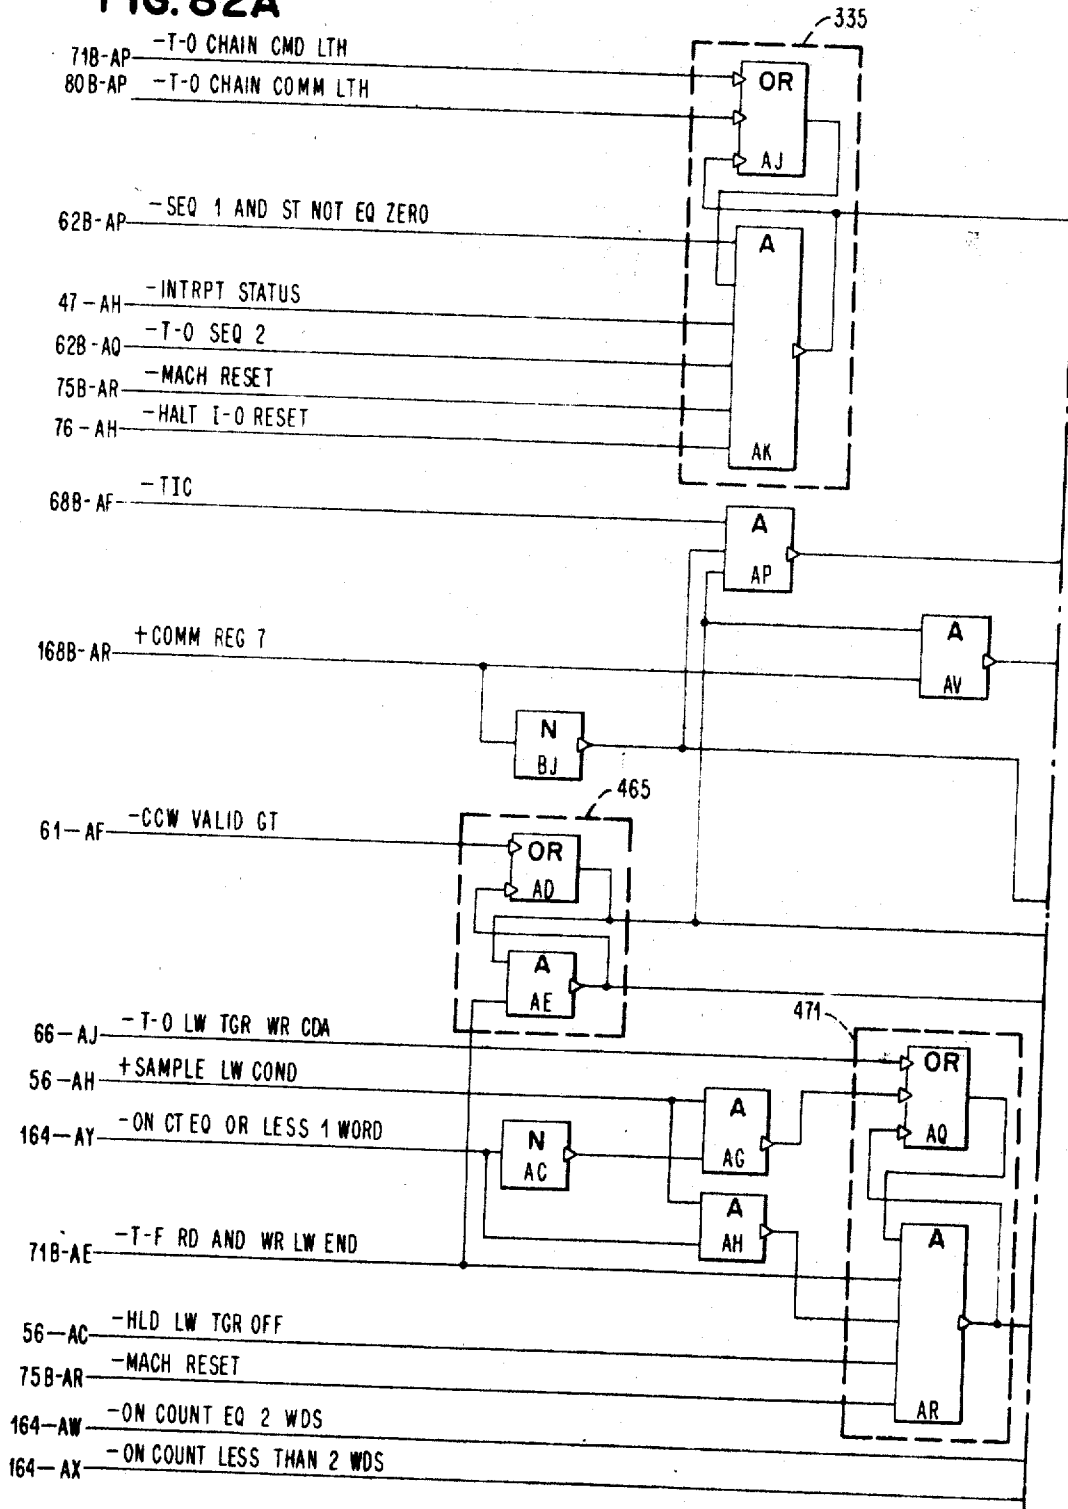 FIG. 82A
335
71B-AP -T-O CHAIN CMD LTH
80B-AP -T-O CHAIN COMM LTH
OR
AJ
62B-AP -SEQ 1 AND ST NOT EQ ZERO
A
47-AH -INTRPT STATUS
62B-AQ -T-O SEQ 2
75B-AR -MACH RESET
76-AH -HALT I-O RESET
AK
68B-AF -TIC
A
AP
168B-AR +COMM REG 7
A
AV
N
BJ
465
61-AF -CCW VALID GT
OR
AD
A
AE
471
66-AJ -T-O LW TGR WR CDA
OR
56-AH +SAMPLE LW COND
A
164-AY -ON CT EQ OR LESS 1 WORD
N
AC
AG
AQ
A
AH
71B-AE -T-F RD AND WR LW END
A
56-AC -HLD LW TGR OFF
75B-AR -MACH RESET
AR
164-AW -ON COUNT EQ 2 WDS
164-AX -ON COUNT LESS THAN 2 WDS